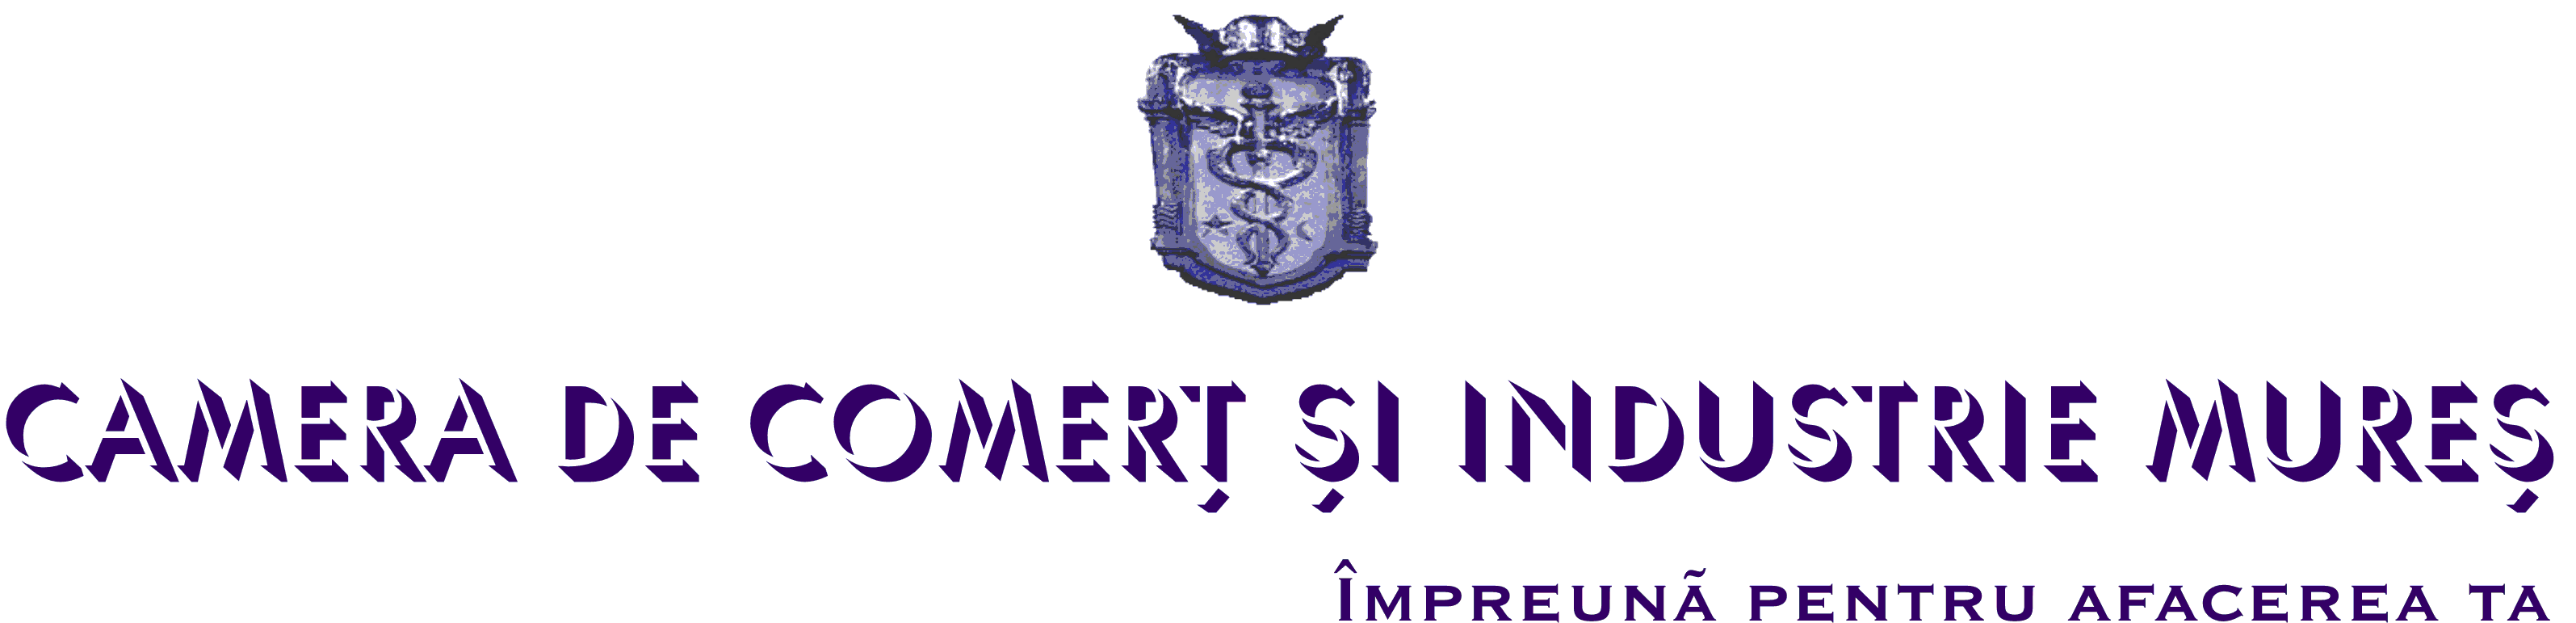 CAMERA DE COMERȚ ȘI INDUSTRIE MUREȘ
ÎMPREUNÃ PENTRU AFACEREA TA